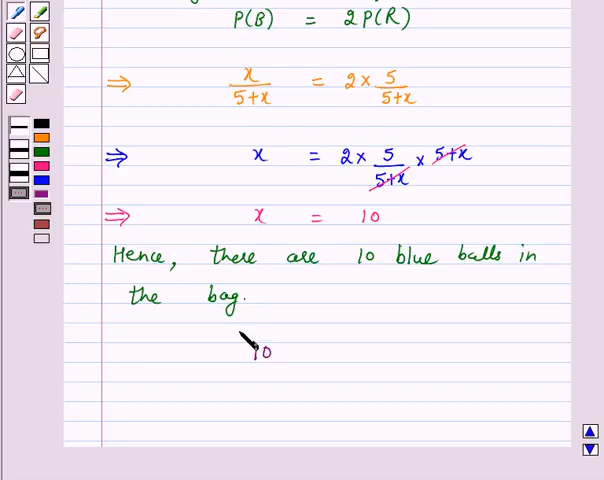 P(B) = 2P(R)
⇒ x/5+x = 2 × 5/5+x
⇒ x = 2 × 5/5+x × 5+x
⇒ x = 10
Hence, there are 10 blue balls in
the bag.
10